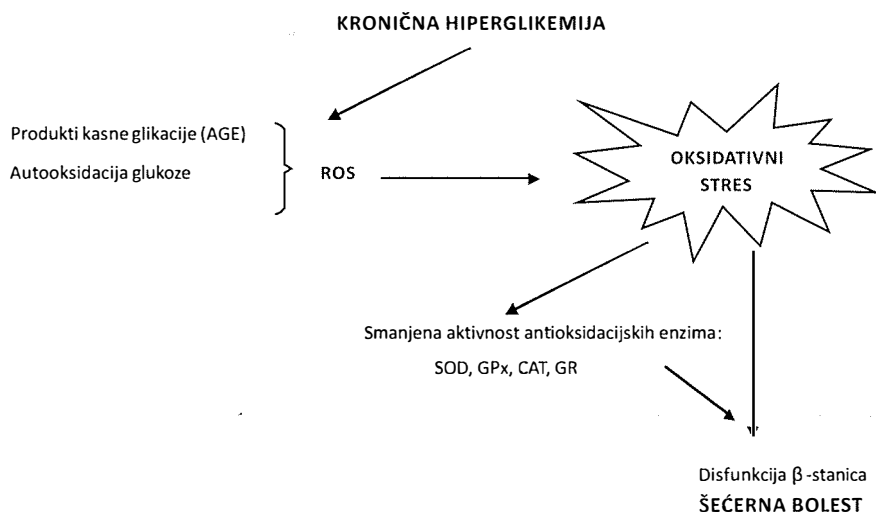 KRONIČNA HIPERGLIKEMIJA
Produkti kasne glikacije (AGE)
Autooksidacija glukoze
ROS
OKSIDATIVNI
STRES
Smanjena aktivnost antioksidacijskih enzima:
SOD, GPx, CAT, GR
Disfunkcija β-stanica
ŠEĆERNA BOLEST